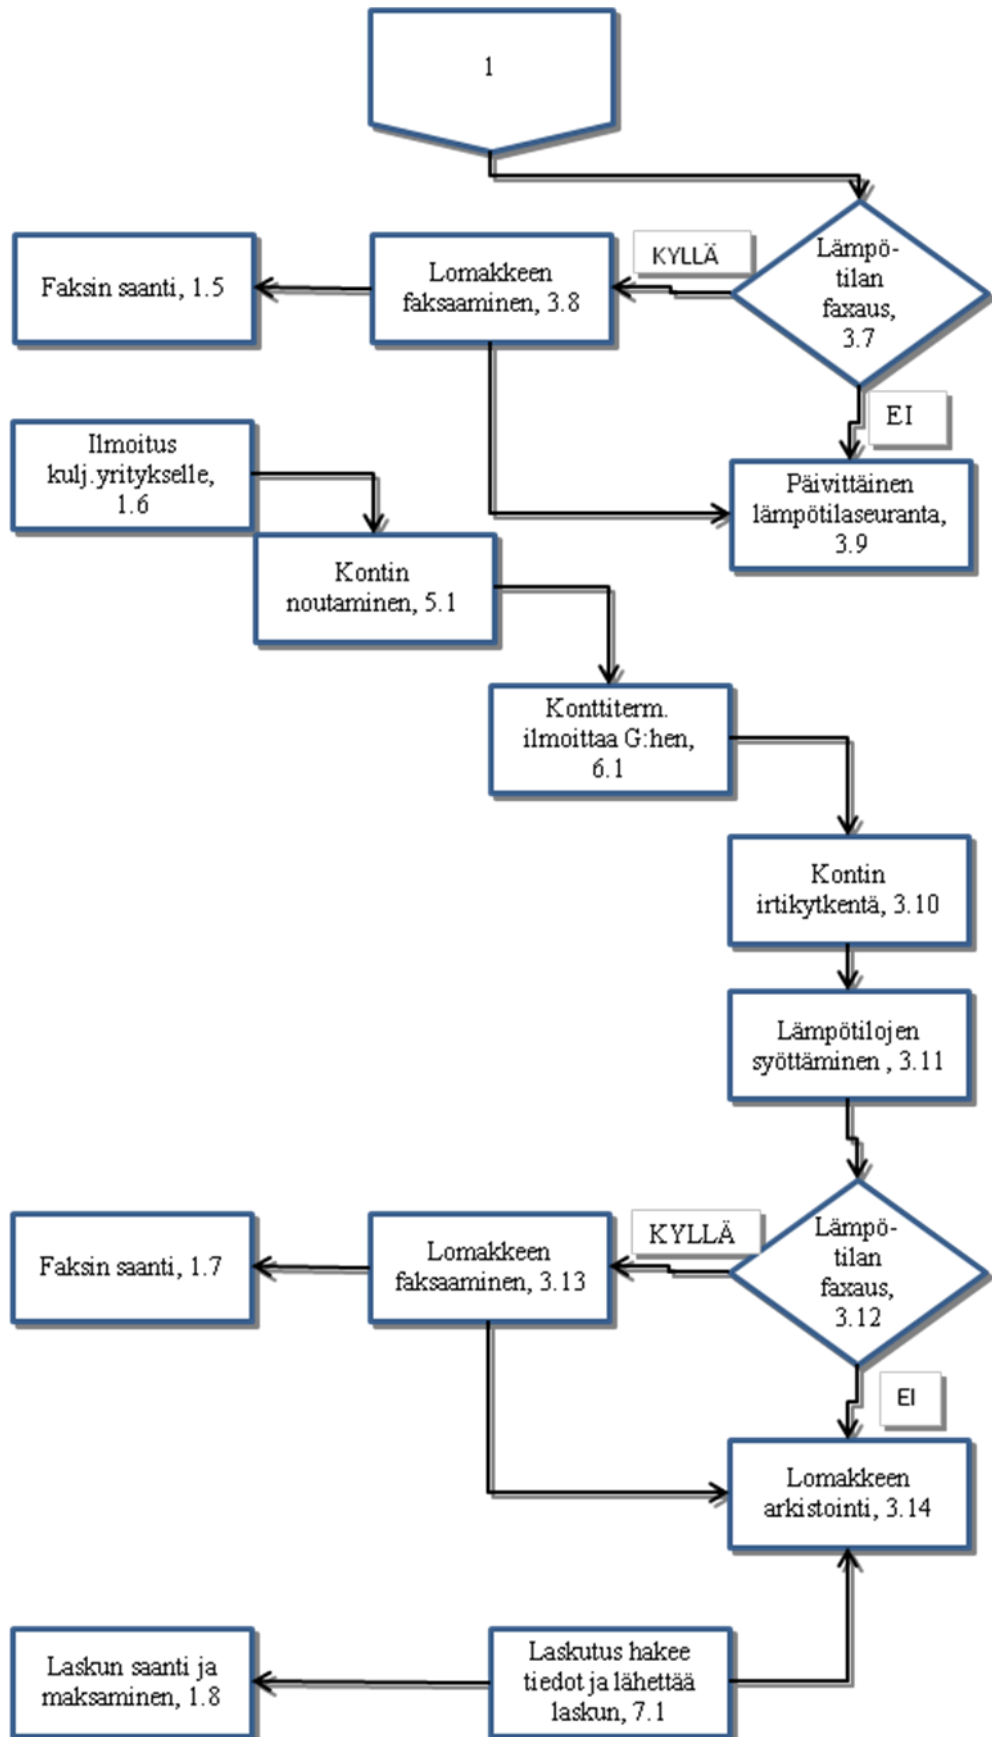 1
Lämpö-
tilan
faxaus,
3.7
KYLLÄ
Lomakkeen
faksaaminen, 3.8
Faksin saanti, 1.5
EI
Ilmoitus
kulj.yritykselle,
1.6
Päivittäinen
lämpötilaseuranta,
3.9
Kontin
noutaminen, 5.1
Konttiterm.
ilmoittaa G:hen,
6.1
Kontin
irtikytkentä, 3.10
Lämpötilojen
syöttäminen , 3.11
Lämpö-
tilan
faxaus,
3.12
KYLLÄ
Lomakkeen
faksaaminen, 3.13
Faksin saanti, 1.7
EI
Lomakkeen
arkistointi, 3.14
Laskun saanti ja
maksaminen, 1.8
Laskutus hakee
tiedot ja lähettää
laskun, 7.1